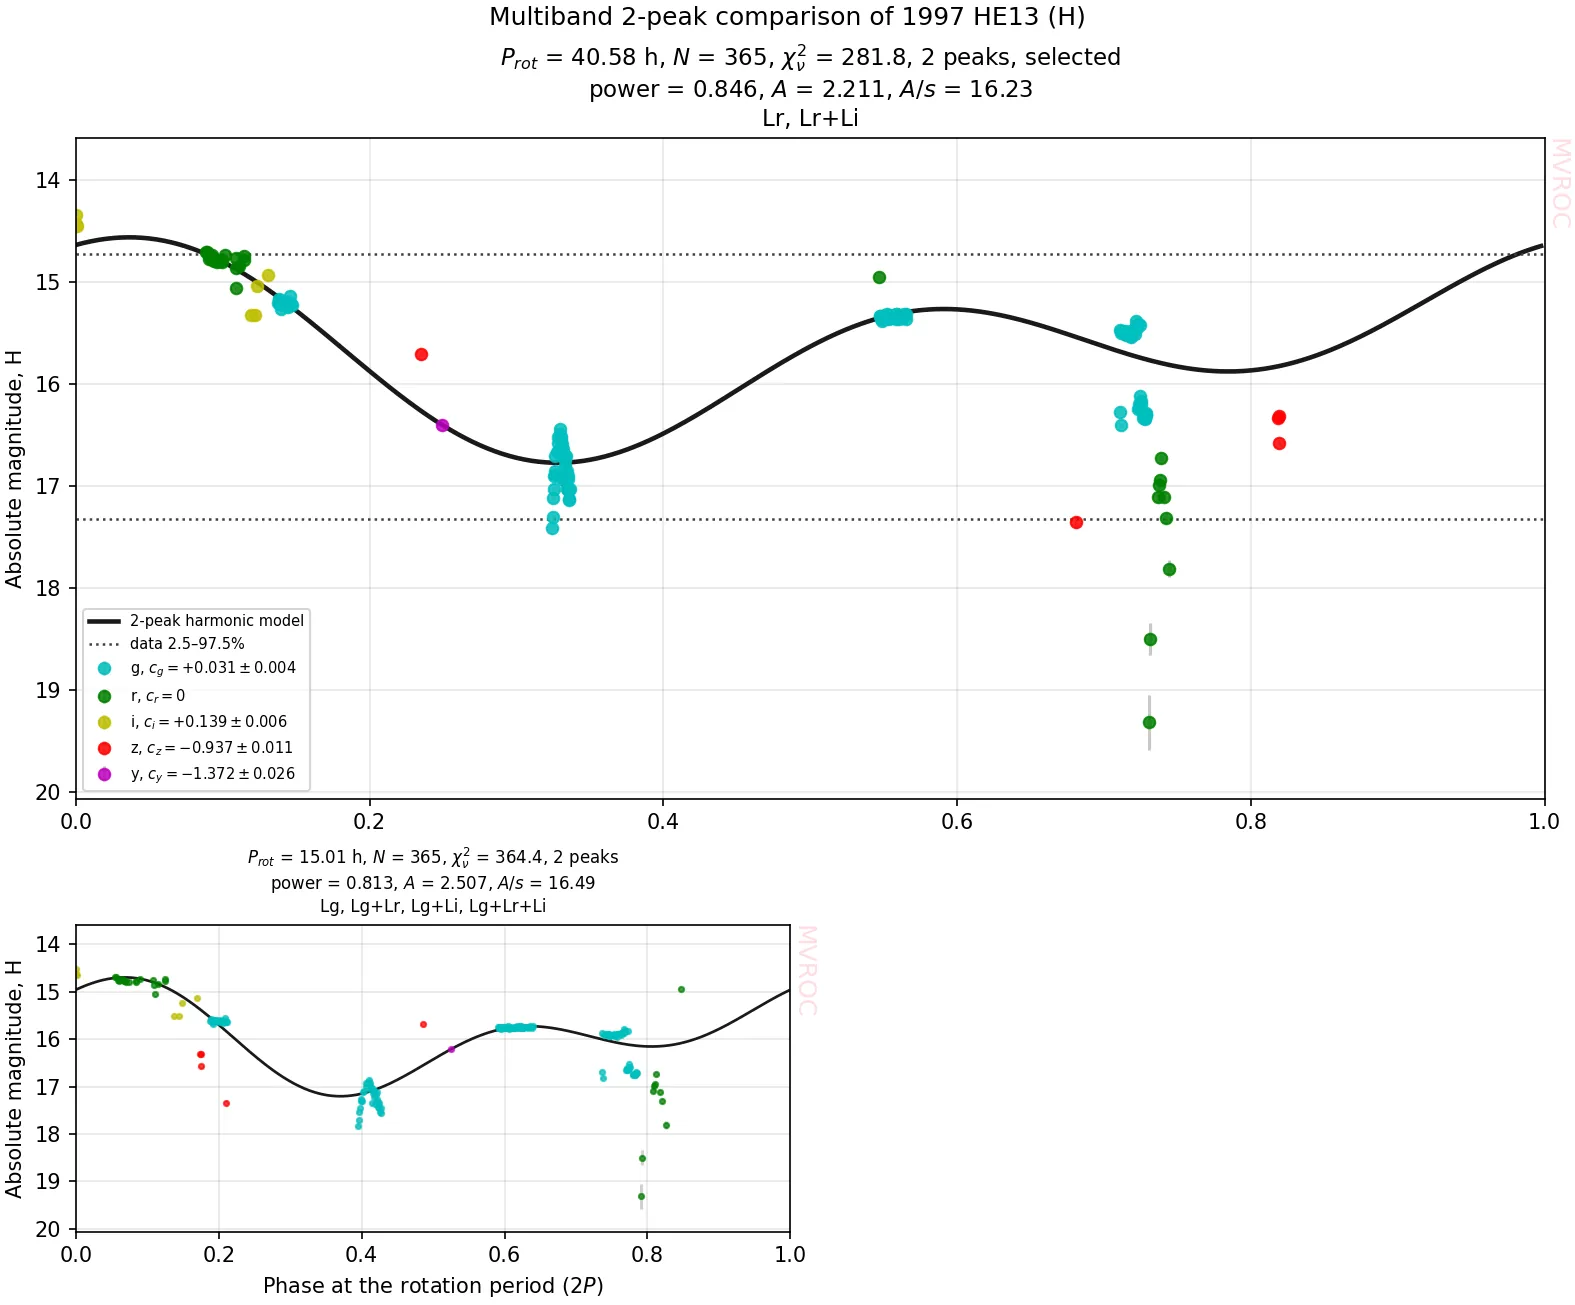 Multiband 2-peak comparison of 1997 HE13 (H)
P_rot = 40.58 h, N = 365, χ²_ν = 281.8, 2 peaks, selected
power = 0.846, A = 2.211, A/s = 16.23
Lr, Lr+Li
MVROC
Absolute magnitude, H
14
15
16
17
18
19
20
2-peak harmonic model
data 2.5–97.5%
g, c_g = +0.031 ± 0.004
r, c_r = 0
i, c_i = +0.139 ± 0.006
z, c_z = −0.937 ± 0.011
y, c_y = −1.372 ± 0.026
0.0 0.2 0.4 0.6 0.8 1.0
P_rot = 15.01 h, N = 365, χ²_ν = 364.4, 2 peaks
power = 0.813, A = 2.507, A/s = 16.49
Lg, Lg+Lr, Lg+Li, Lg+Lr+Li
MVROC
Absolute magnitude, H
14
15
16
17
18
19
20
0.0 0.2 0.4 0.6 0.8 1.0
Phase at the rotation period (2P)